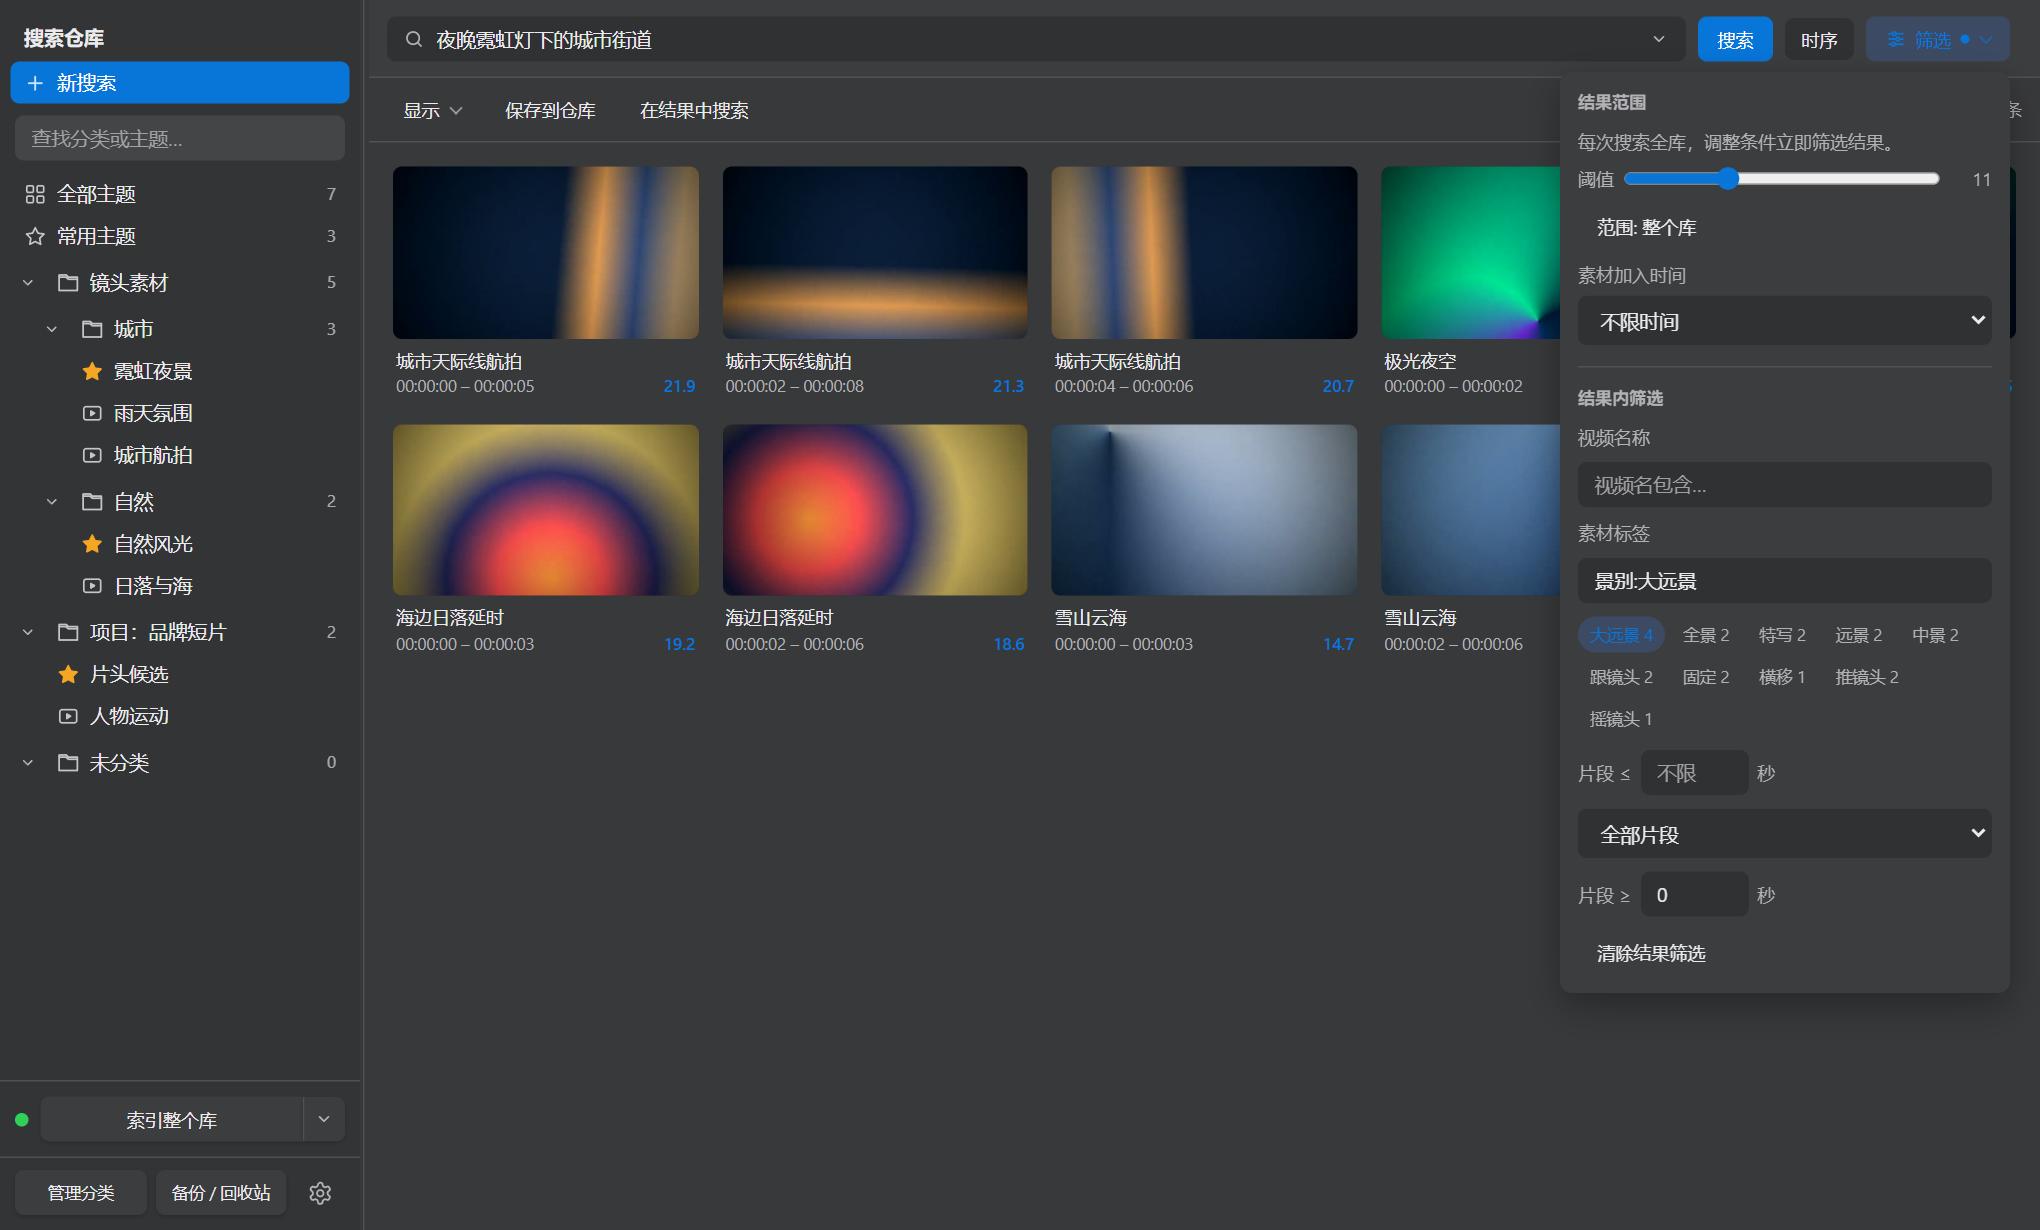 搜索仓库
新搜索
查找分类或主题...
全部主题 7
常用主题 3
镜头素材 5
城市 3
霓虹夜景
雨天氛围
城市航拍
自然 2
自然风光
日落与海
项目：品牌短片 2
片头候选
人物运动
未分类 0
索引整个库
管理分类 备份 / 回收站
夜晚霓虹灯下的城市街道 搜索 时序 筛选
显示 保存到仓库 在结果中搜索 条
城市天际线航拍
00:00:00 – 00:00:05 21.9
城市天际线航拍
00:00:02 – 00:00:08 21.3
城市天际线航拍
00:00:04 – 00:00:06 20.7
极光夜空
00:00:00 – 00:00:02
海边日落延时
00:00:00 – 00:00:03 19.2
海边日落延时
00:00:02 – 00:00:06 18.6
雪山云海
00:00:00 – 00:00:03 14.7
雪山云海
00:00:02 – 00:00:06
结果范围
每次搜索全库，调整条件立即筛选结果。
阈值 11
范围: 整个库
素材加入时间
不限时间
结果内筛选
视频名称
视频名包含...
素材标签
景别:大远景
大远景 4 全景 2 特写 2 远景 2 中景 2
跟镜头 2 固定 2 横移 1 推镜头 2
摇镜头 1
片段 ≤ 不限 秒
全部片段
片段 ≥ 0 秒
清除结果筛选